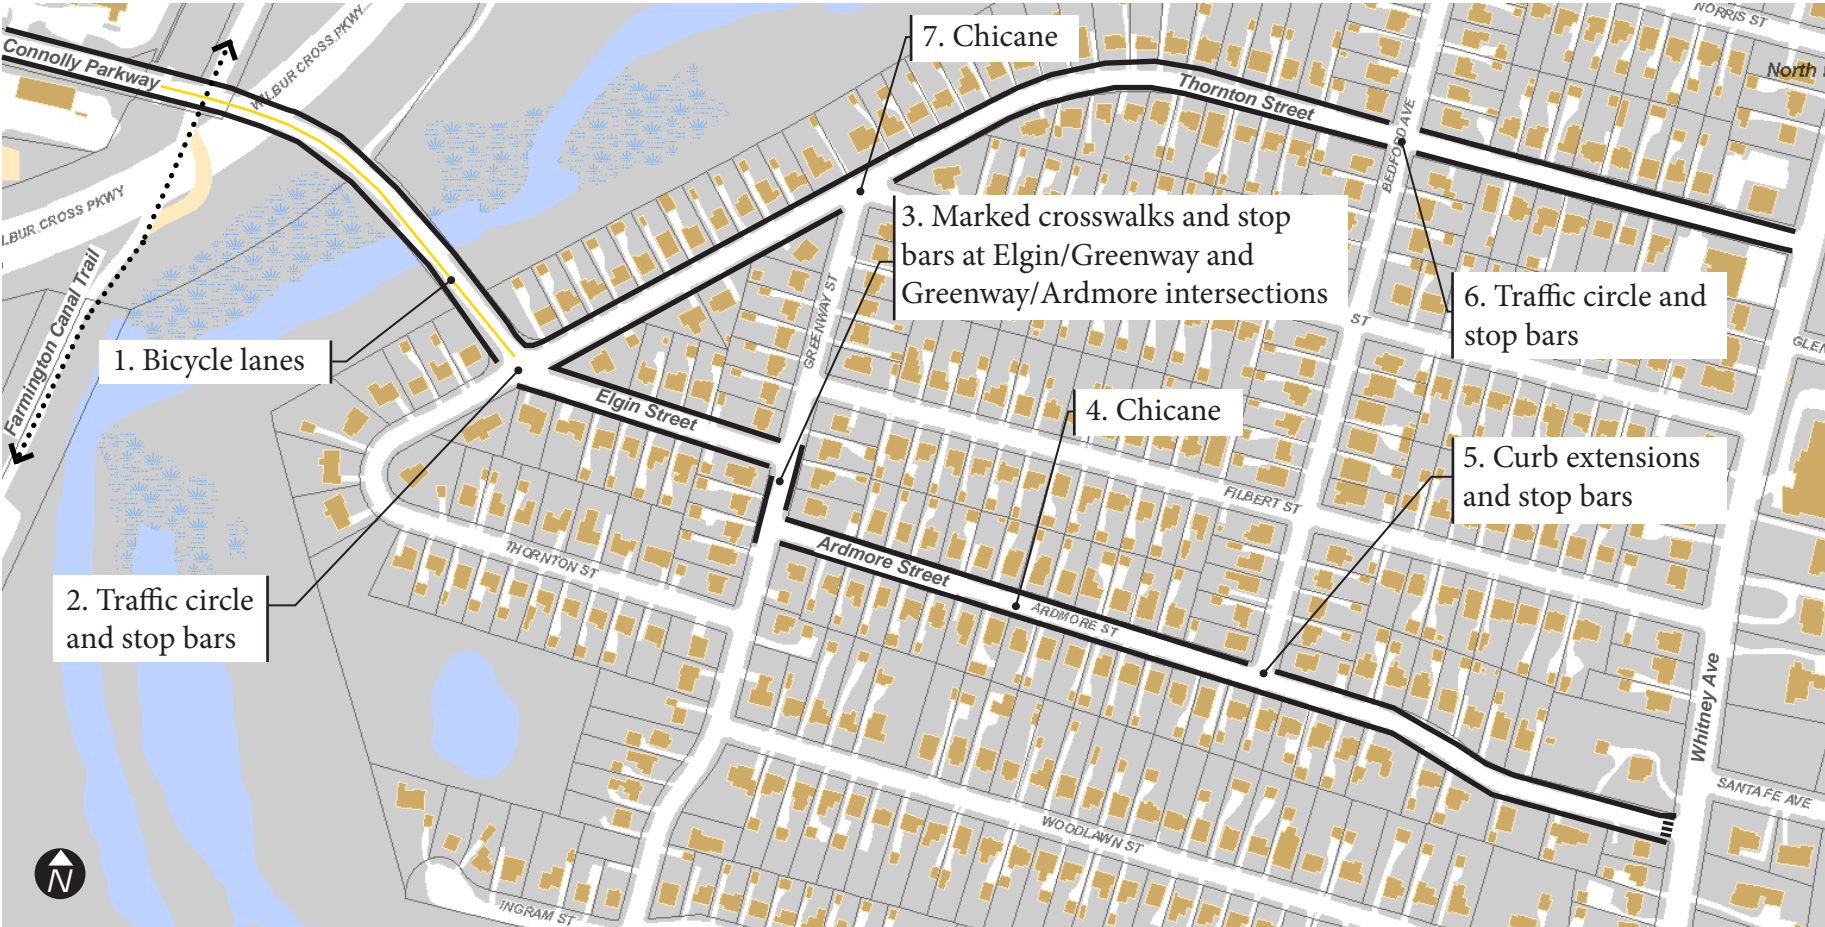 NORRIS ST
7. Chicane
Connolly Parkway
WILBUR CROSS PKWY
North
Thornton Street
BEDFORD AVE
LBUR CROSS PKWY
3. Marked crosswalks and stop
bars at Elgin/Greenway and
Greenway/Ardmore intersections
Farmington Canal Trail
GREENWAY ST
6. Traffic circle and
stop bars
ST
GLEN
1. Bicycle lanes
Elgin Street
4. Chicane
5. Curb extensions
and stop bars
FILBERT ST
THORNTON ST
Ardmore Street
ARDMORE ST
2. Traffic circle
and stop bars
Whitney Ave
SANTA FE AVE
WOODLAWN ST
N
INGRAM ST